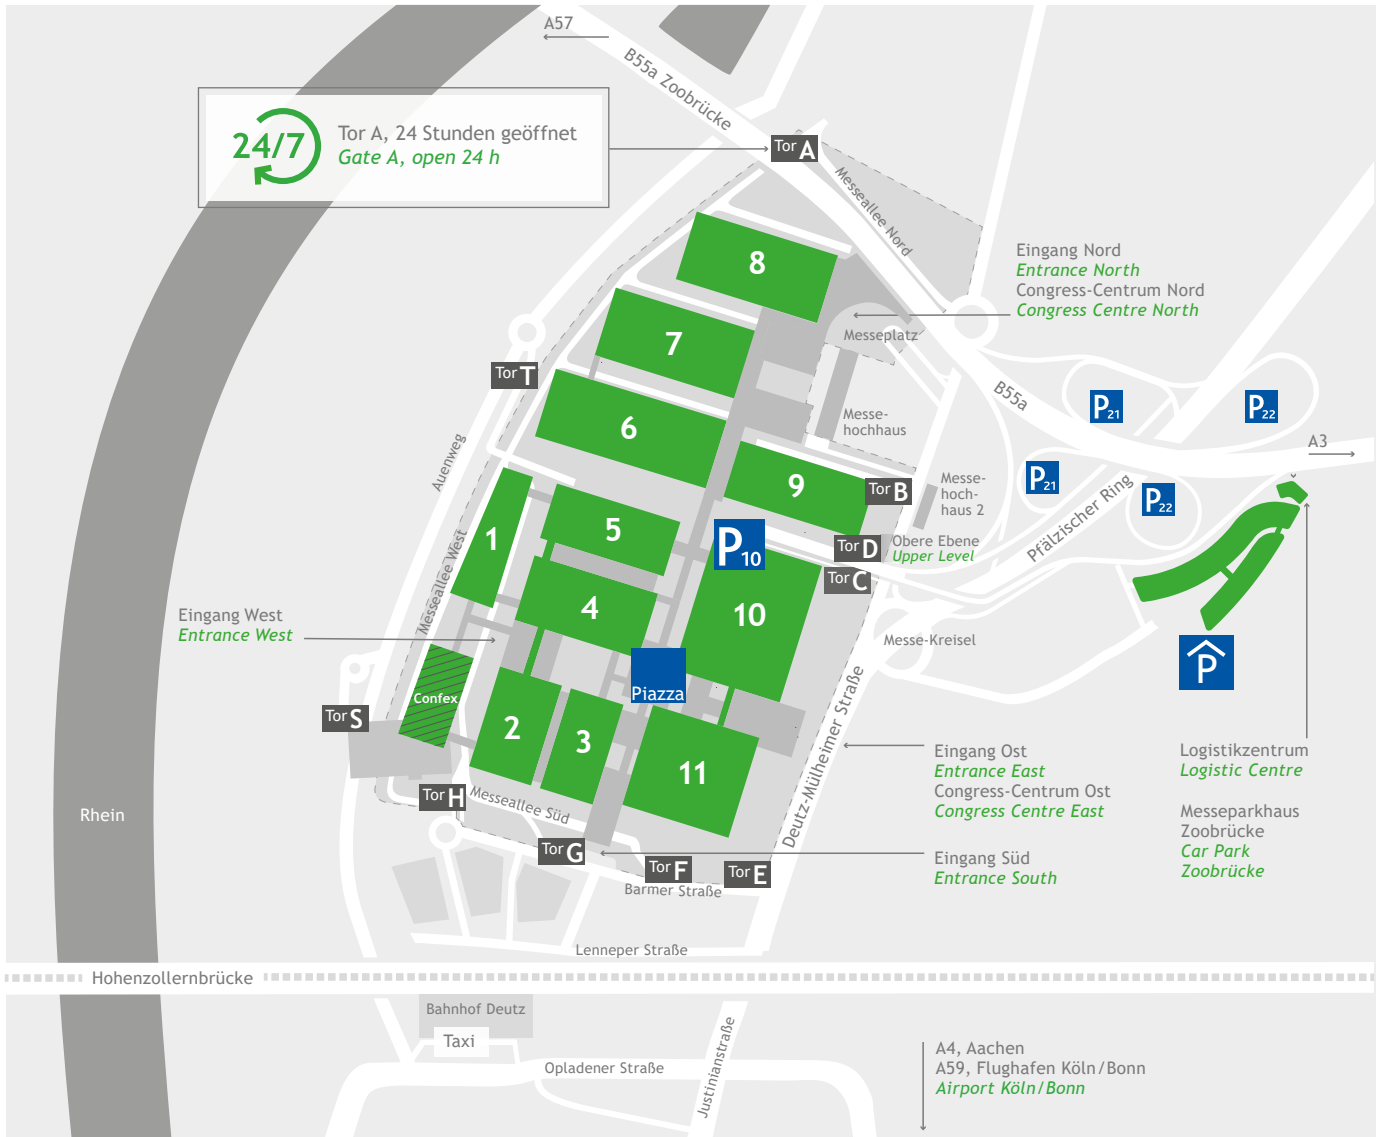 A57
B55a Zoobrücke
24/7
Tor A, 24 Stunden geöffnet
Gate A, open 24 h
Tor A
Messeallee Nord
8
Eingang Nord
Entrance North
Congress-Centrum Nord
Congress Centre North
Messeplatz
7
Tor T
B55a
P21
P22
6
Messe-
hochhaus
A3
Auenweg
9
Tor B
Messe-
hoch-
haus 2
P21
P22
Pfälzischer Ring
1
5
P10
Tor D
Obere Ebene
Upper Level
Tor C
Messeallee West
4
10
Eingang West
Entrance West
Messe-Kreisel
P
Piazza
Confex
Tor S
2
3
11
Deutz-Mülheimer Straße
Eingang Ost
Entrance East
Congress-Centrum Ost
Congress Centre East
Logistikzentrum
Logistic Centre
Messeparkhaus
Zoobrücke
Car Park
Zoobrücke
Rhein
Tor H
Messeallee Süd
Tor G
Tor F
Tor E
Eingang Süd
Entrance South
Barmer Straße
Lenneper Straße
Hohenzollernbrücke
Bahnhof Deutz
Taxi
Opladener Straße
Justinianstraße
A4, Aachen
A59, Flughafen Köln/Bonn
Airport Köln/Bonn